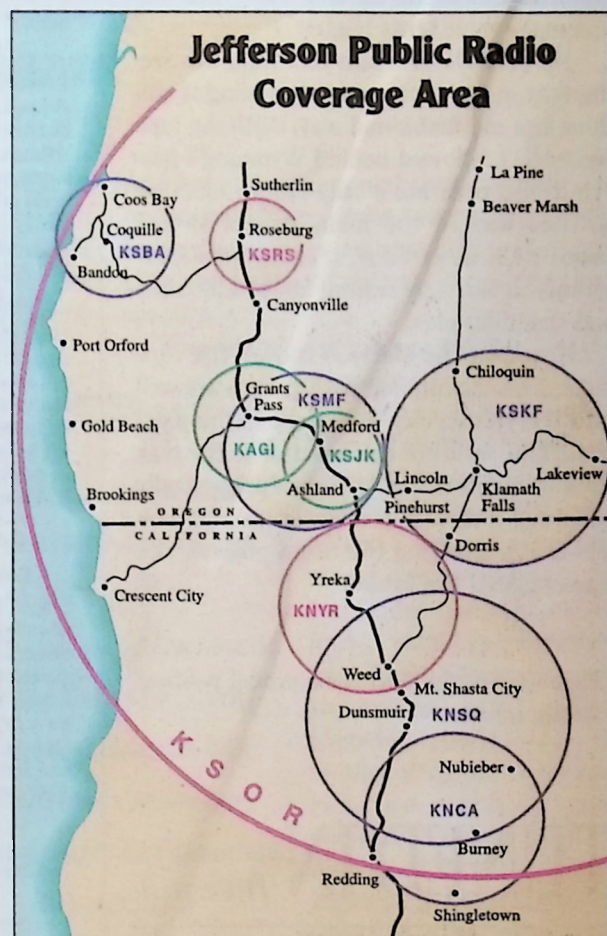 Jefferson Public Radio
Coverage Area
La Pine
Sutherlin
Coos Bay
Beaver Marsh
Coquille
Roseburg
KSBA
KSRS
Bandon
Canyonville
Port Orford
Chiloquin
Grants
Pass
KSMF
KSKF
Gold Beach
Medford
KAGI
KSJK
Lakeview
Lincoln
Ashland
Klamath
Falls
Brookings
Pinehurst
OREGON
CALIFORNIA
Dorris
Yreka
Crescent City
KNYR
Weed
Mt. Shasta City
Dunsmuir
KNSQ
KSOR
Nubieber
KNCA
Burney
Redding
Shingletown